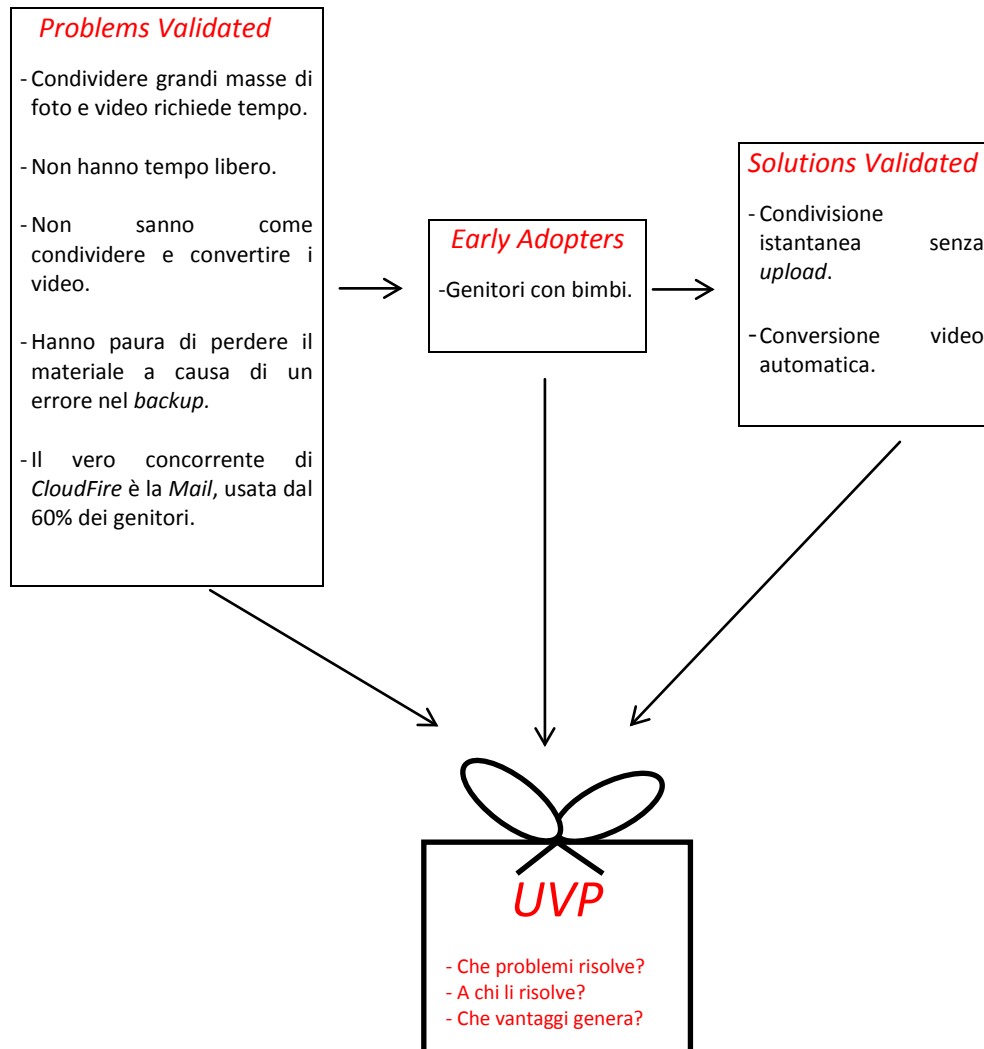 Problems Validated
- Condividere grandi masse di
foto e video richiede tempo.
- Non hanno tempo libero.
- Non sanno come
condividere e convertire i
video.
- Hanno paura di perdere il
materiale a causa di un
errore nel backup.
- Il vero concorrente di
CloudFire è la Mail, usata dal
60% dei genitori.
Early Adopters
-Genitori con bimbi.
Solutions Validated
- Condivisione
istantanea senza
upload.
-Conversione video
automatica.
UVP
- Che problemi risolve?
- A chi li risolve?
- Che vantaggi genera?